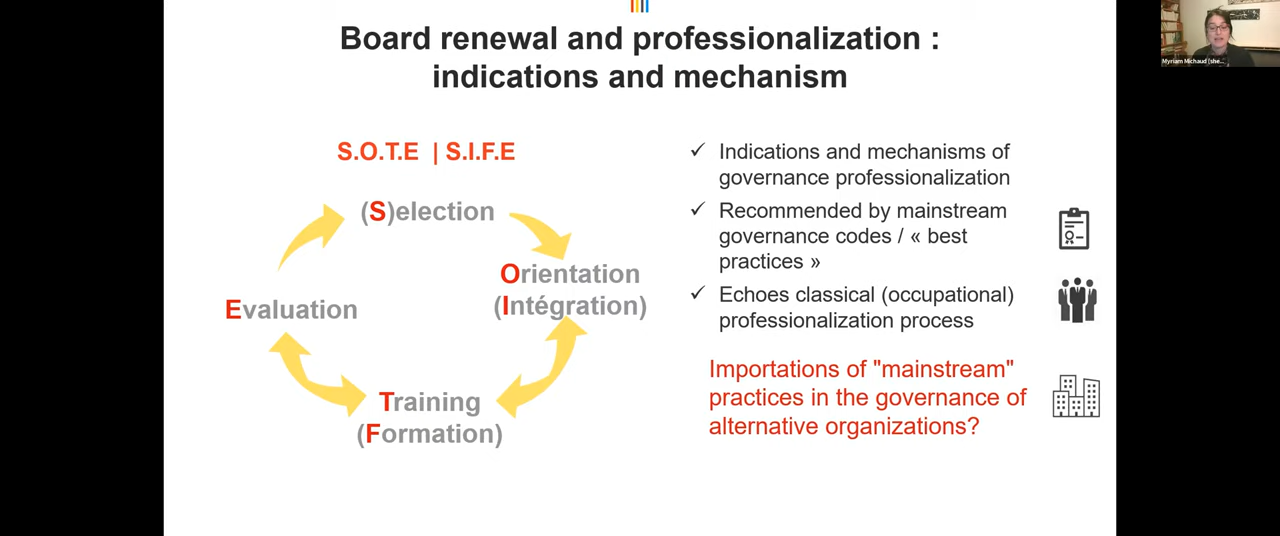 Board renewal and professionalization :
indications and mechanism
S.O.T.E | S.I.F.E
(S)election
Orientation
(Intégration)
Evaluation
Training
(Formation)
✓ Indications and mechanisms of
governance professionalization
✓ Recommended by mainstream
governance codes / « best
practices »
✓ Echoes classical (occupational)
professionalization process
Importations of "mainstream"
practices in the governance of
alternative organizations?
Myriam Michaud (she...